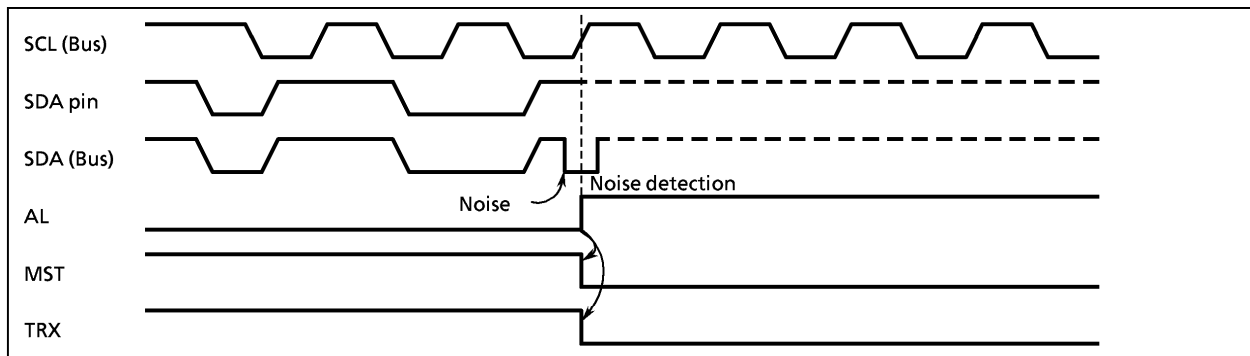 SCL (Bus)
SDA pin
SDA (Bus)
Noise detection
Noise
AL
MST
TRX